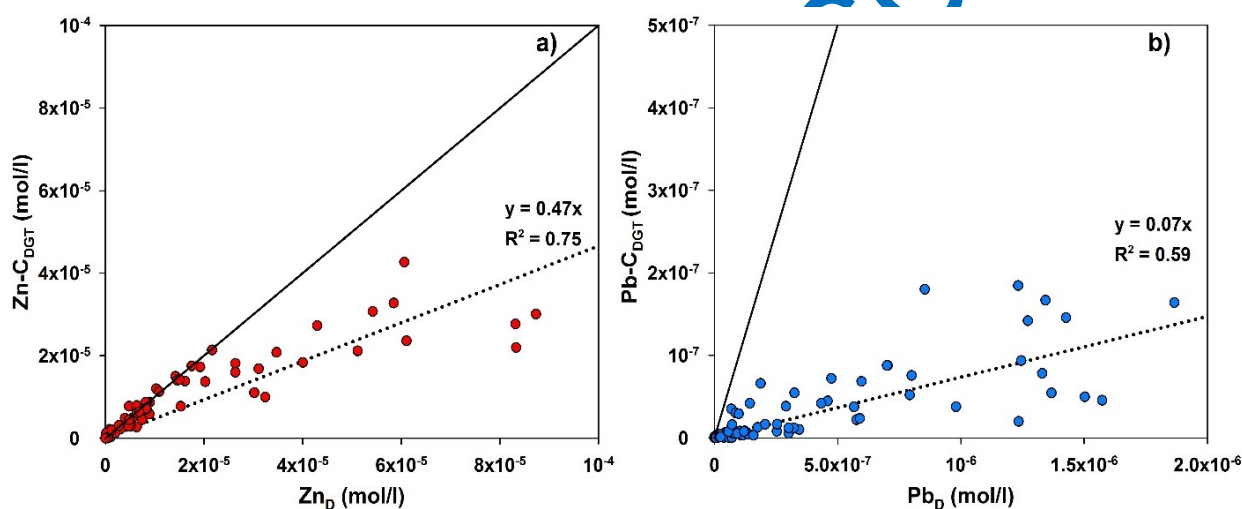 a)
10⁻⁴
8x10⁻⁵
6x10⁻⁵
4x10⁻⁵
2x10⁻⁵
0
Zn-C_DGT (mol/l)
y = 0.47x
R² = 0.75
0
2x10⁻⁵
4x10⁻⁵
6x10⁻⁵
8x10⁻⁵
10⁻⁴
Zn_D (mol/l)
b)
5x10⁻⁷
4x10⁻⁷
3x10⁻⁷
2x10⁻⁷
10⁻⁷
0
Pb-C_DGT (mol/l)
y = 0.07x
R² = 0.59
0
5.0x10⁻⁷
10⁻⁶
1.5x10⁻⁶
2.0x10⁻⁶
Pb_D (mol/l)